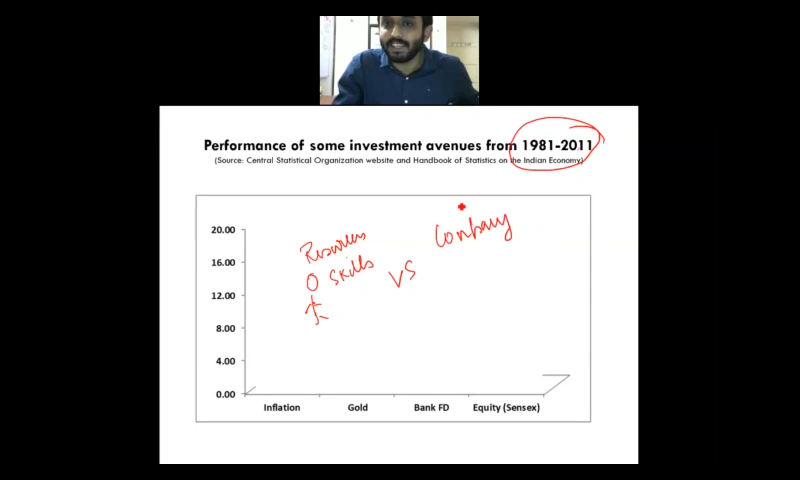 Performance of some investment avenues from 1981-2011
(Source: Central Statistical Organization website and Handbook of Statistics on the Indian Economy)
20.00
16.00
12.00
8.00
4.00
0.00
Resources
Skills
VS
Company
Inflation
Gold
Bank FD
Equity (Sensex)